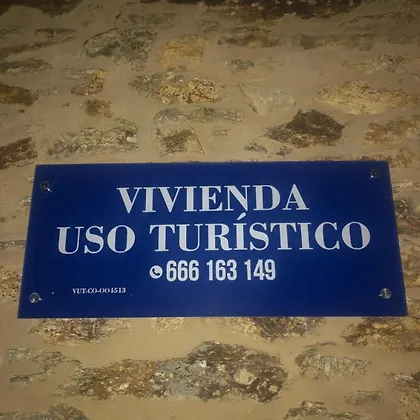 VIVIENDA
USO TURÍSTICO
666 163 149
VUT-CO-004513